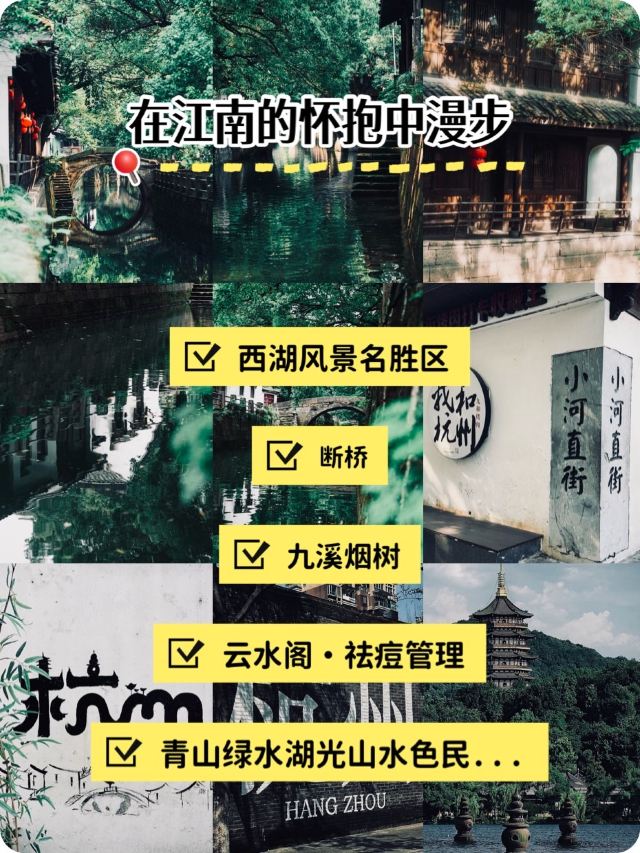 在江南的怀抱中漫步
西湖风景名胜区
断桥
我和
杭州
小河直街
小河直街
九溪烟树
云水阁·祛痘管理
杭州
青山绿水湖光山水色民...
HANG ZHOU